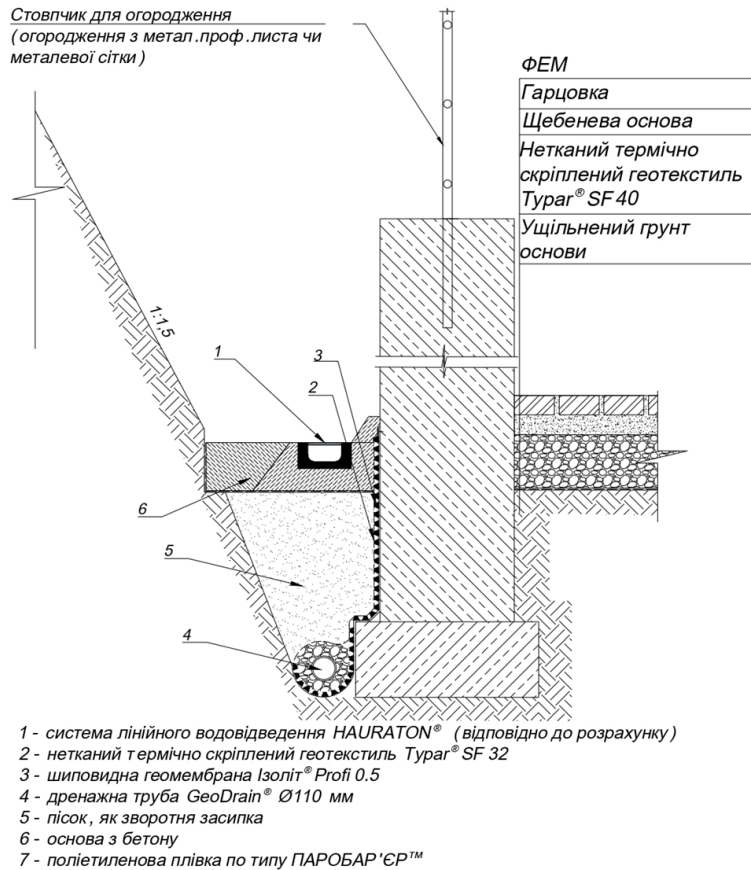 Стовпчик для огородження
(огородження з метал.проф.листа чи
металевої сітки)
ФЕМ
Гарцовка
Щебенева основа
Нетканий термічно
скріплений геотекстиль
Typar® SF 40
Ущільнений грунт
основи
1:1,5
1
3
2
6
5
4
1 - система лінійного водовідведення HAURATON® (відповідно до розрахунку)
2 - нетканий термічно скріплений геотекстиль Typar® SF 32
3 - шиповидна геомембрана Ізоліт® Profi 0.5
4 - дренажна труба GeoDrain® Ø110 мм
5 - пісок, як зворотня засипка
6 - основа з бетону
7 - поліетиленова плівка по типу ПАРОБАР'ЄР™